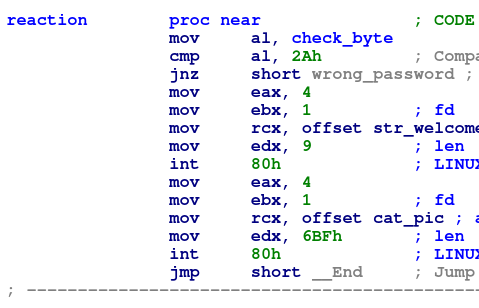 reaction proc near ; CODE
mov al, check_byte
cmp al, 2Ah ; Compa
jnz short wrong_password ;
mov eax, 4
mov ebx, 1 ; fd
mov rcx, offset str_welcome
mov edx, 9 ; len
int 80h ; LINUX
mov eax, 4
mov ebx, 1 ; fd
mov rcx, offset cat_pic ; a
mov edx, 6BFh ; len
int 80h ; LINUX
jmp short __End ; Jump
; ---------------------------------------------